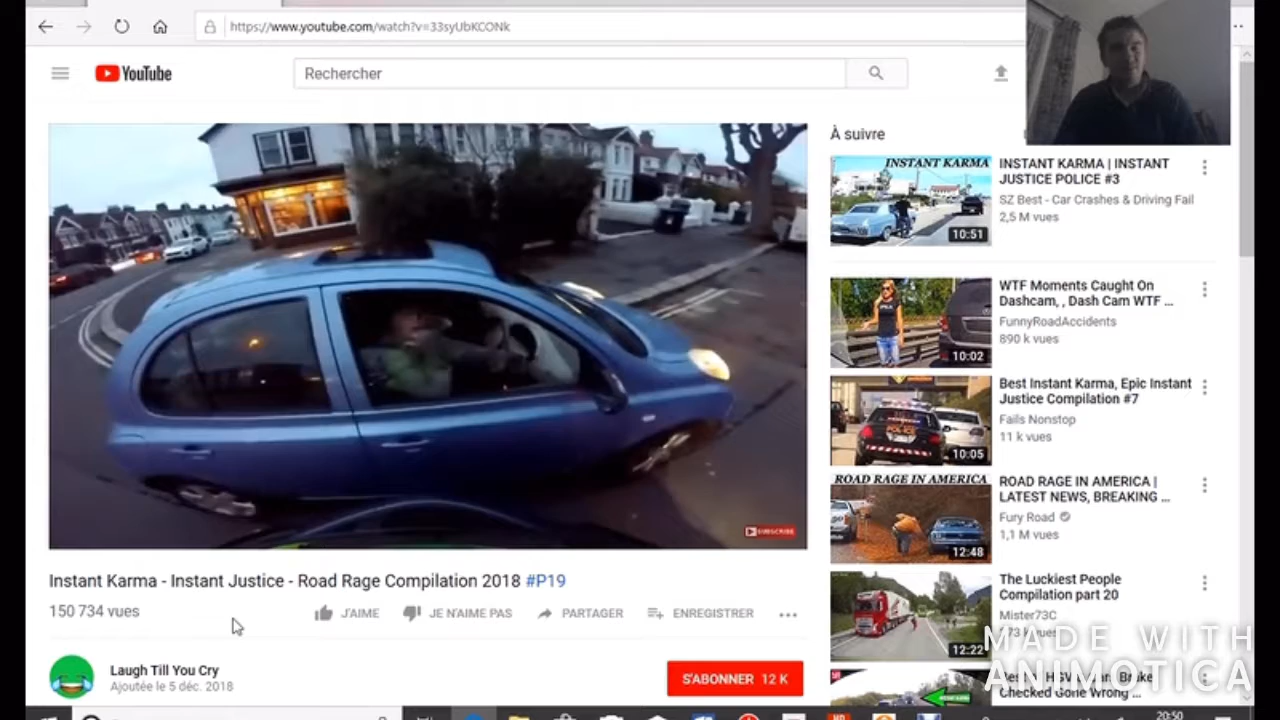 https://www.youtube.com/watch?v=33syUbKCONk
YouTube
Rechercher
SUBSCRIBE
Instant Karma - Instant Justice - Road Rage Compilation 2018 #P19
150 734 vues
J'AIME
JE N'AIME PAS
PARTAGER
ENREGISTRER
Laugh Till You Cry
Ajoutée le 5 déc. 2018
S'ABONNER 12 K
À suivre
INSTANT KARMA
10:51
INSTANT KARMA | INSTANT
JUSTICE POLICE #3
SZ Best - Car Crashes & Driving Fail
2,5 M vues
10:02
WTF Moments Caught On
Dashcam, , Dash Cam WTF ...
FunnyRoadAccidents
890 k vues
POLICE
10:05
Best Instant Karma, Epic Instant
Justice Compilation #7
Fails Nonstop
11 k vues
ROAD RAGE IN AMERICA
12:48
ROAD RAGE IN AMERICA |
LATEST NEWS, BREAKING ...
Fury Road
1,1 M vues
12:22
The Luckiest People
Compilation part 20
Mister73C
Checked Gone Wrong ...
MADE WITH
ANIMOTICA
20:50